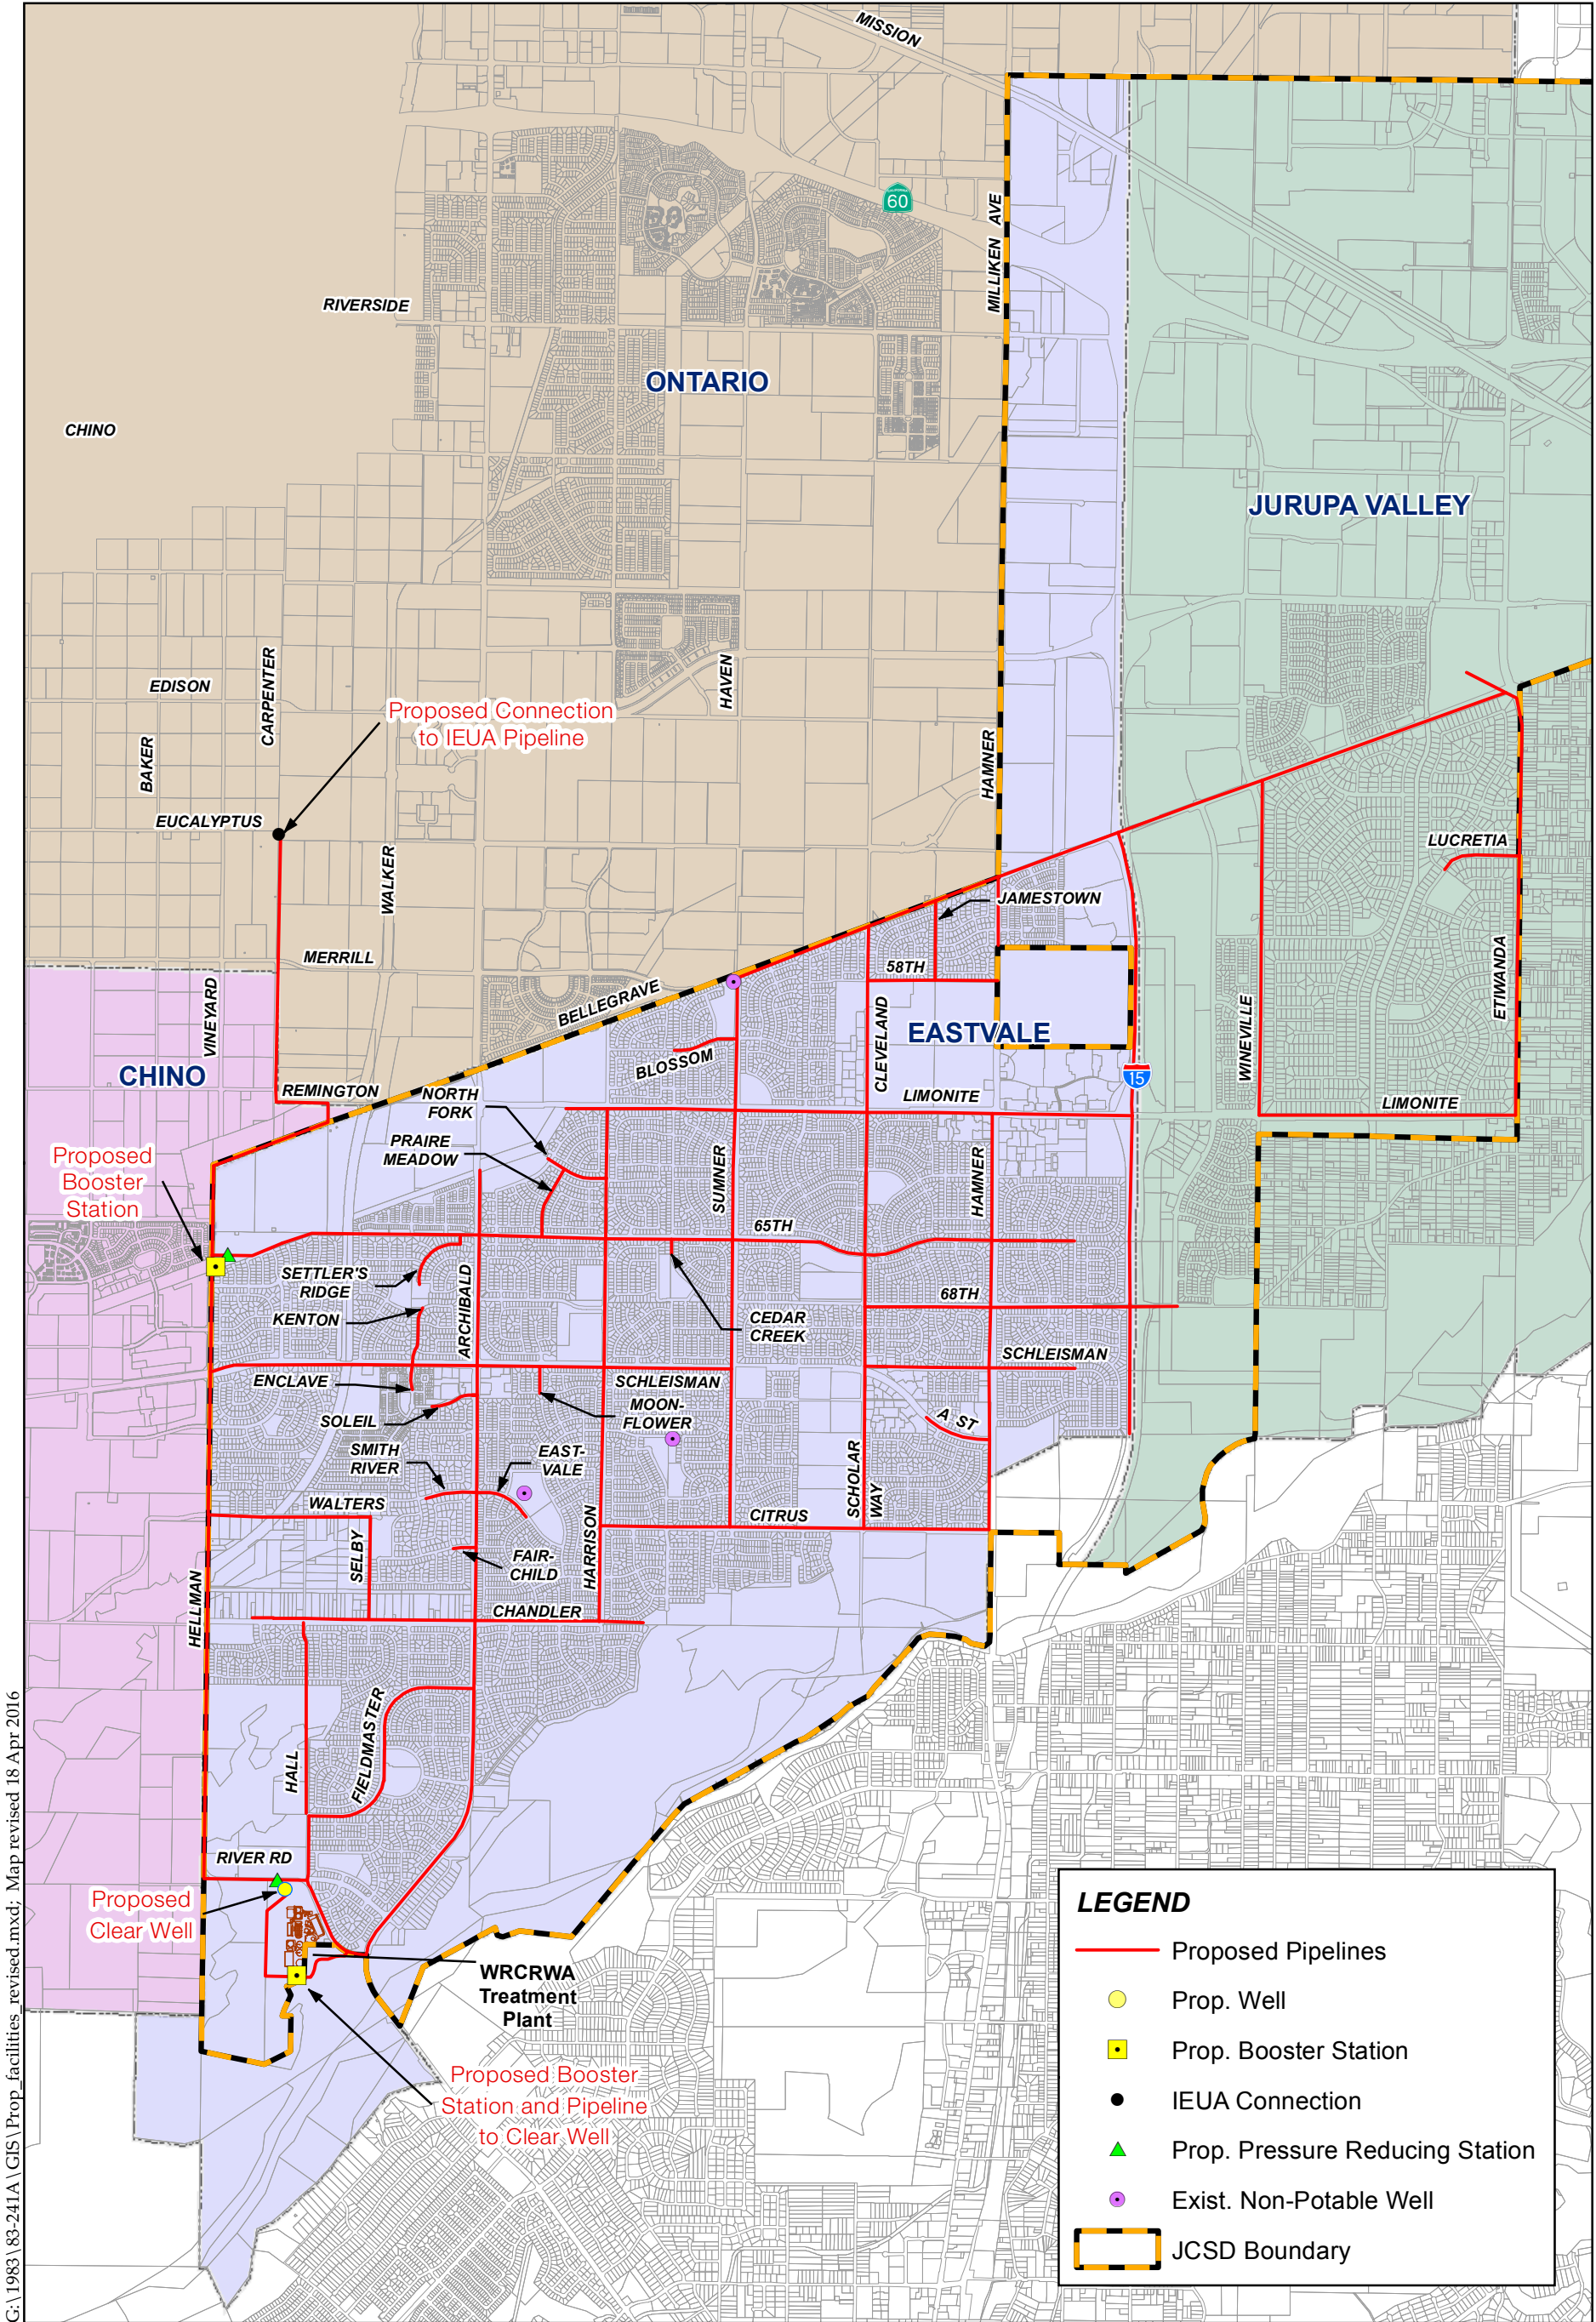 MISSION
60
MILLIKEN AVE
RIVERSIDE
ONTARIO
CHINO
JURUPA VALLEY
EDISON
CARPENTER
HAVEN
Proposed Connection
to IEUA Pipeline
BAKER
HAMNER
EUCALYPTUS
WALKER
LUCRETIA
JAMESTOWN
MERRILL
58TH
ETIWANDA
VINEYARD
BELLEGRAVE
CLEVELAND
EASTVALE
WINEVILLE
BLOSSOM
CHINO
15
REMINGTON
NORTH
FORK
LIMONITE
LIMONITE
PRAIRE
MEADOW
Proposed
Booster
Station
SUMNER
HAMNER
65TH
SETTLER'S
RIDGE
ARCHIBALD
68TH
KENTON
CEDAR
CREEK
SCHLEISMAN
ENCLAVE
SCHLEISMAN
SOLEIL
MOON-
FLOWER
A ST
SMITH
RIVER
EAST-
VALE
SCHOLAR
WAY
WALTERS
CITRUS
SELBY
HARRISON
FAIR-
CHILD
HELLMAN
CHANDLER
FIELDMASTER
HALL
RIVER RD
Proposed
Clear Well
WRCRWA
Treatment
Plant
Proposed Booster
Station and Pipeline
to Clear Well
LEGEND
Proposed Pipelines
Prop. Well
Prop. Booster Station
IEUA Connection
Prop. Pressure Reducing Station
Exist. Non-Potable Well
JCSD Boundary
G:\1983\83-241A\GIS\Prop_facilities_revised.mxd; Map revised 18 Apr 2016